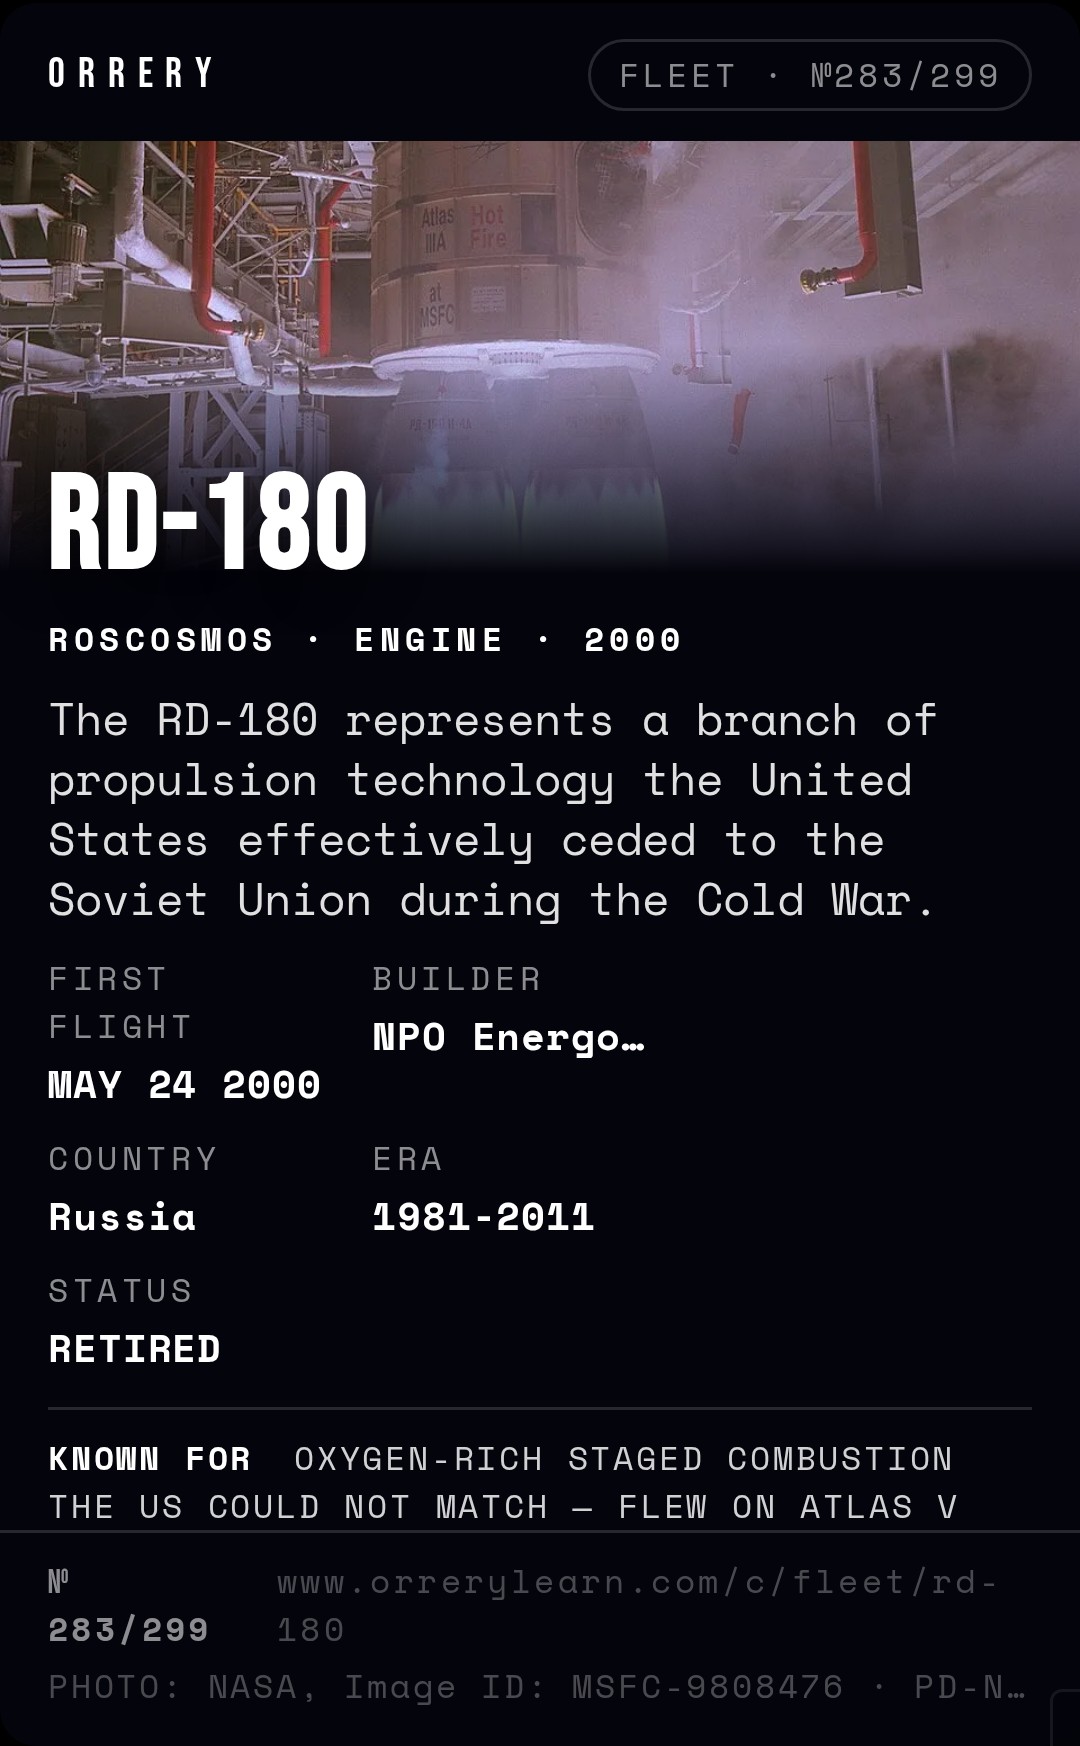 ORRERY
FLEET · №283/299
Atlas Hot
IIIA Fire
at
MSFC
RD-180
ROSCOSMOS · ENGINE · 2000
The RD-180 represents a branch of
propulsion technology the United
States effectively ceded to the
Soviet Union during the Cold War.
FIRST
FLIGHT
MAY 24 2000
BUILDER
NPO Energo…
COUNTRY
Russia
ERA
1981-2011
STATUS
RETIRED
KNOWN FOR OXYGEN-RICH STAGED COMBUSTION
THE US COULD NOT MATCH — FLEW ON ATLAS V
№
283/299
www.orrerylearn.com/c/fleet/rd-
180
PHOTO: NASA, Image ID: MSFC-9808476 · PD-N…